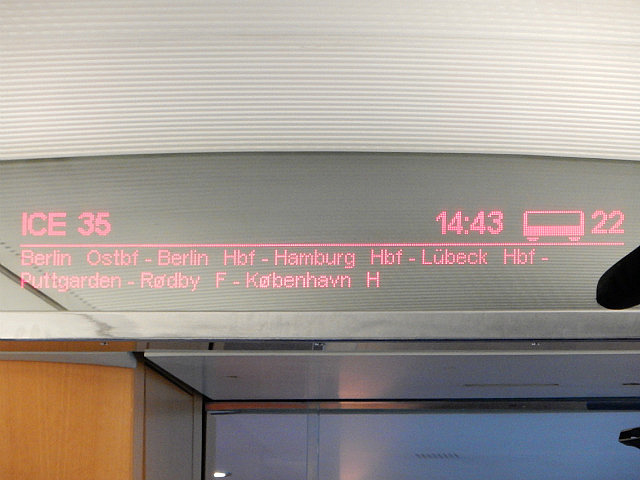 ICE 35 14:43 22
Berlin Ostbf - Berlin Hbf - Hamburg Hbf - Lübeck Hbf -
Puttgarden - Rødby F - København H